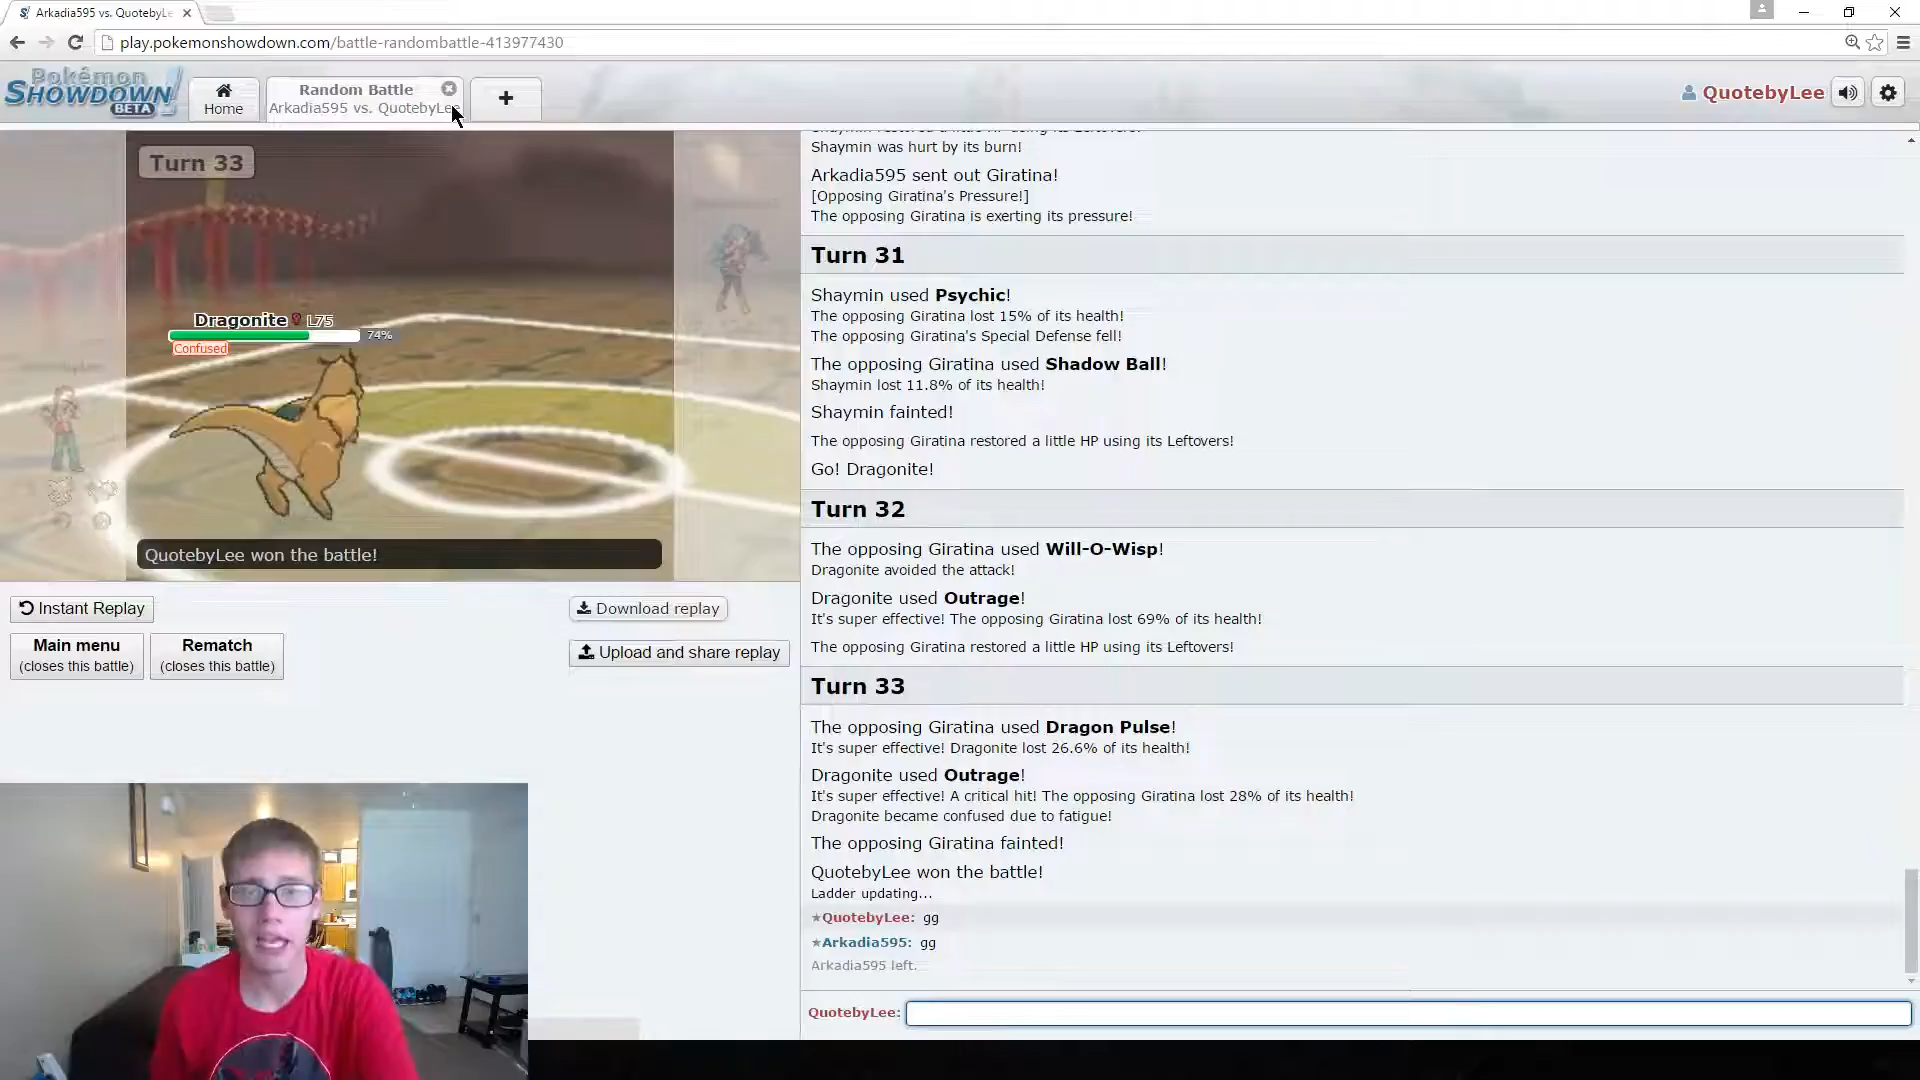 Arkadia595 vs. QuotebyLe
play.pokemonshowdown.com/battle-randombattle-413977430
Pokémon
SHOWDOWN!
BETA
Home
Random Battle
Arkadia595 vs. QuotebyLee
+
QuotebyLee
Turn 33
Dragonite L75
74%
Confused
QuotebyLee won the battle!
Instant Replay
Download replay
Main menu
(closes this battle)
Rematch
(closes this battle)
Upload and share replay
Shaymin restored a little HP using its Leftovers!
Shaymin was hurt by its burn!
Arkadia595 sent out Giratina!
[Opposing Giratina's Pressure!]
The opposing Giratina is exerting its pressure!
Turn 31
Shaymin used Psychic!
The opposing Giratina lost 15% of its health!
The opposing Giratina's Special Defense fell!
The opposing Giratina used Shadow Ball!
Shaymin lost 11.8% of its health!
Shaymin fainted!
The opposing Giratina restored a little HP using its Leftovers!
Go! Dragonite!
Turn 32
The opposing Giratina used Will-O-Wisp!
Dragonite avoided the attack!
Dragonite used Outrage!
It's super effective! The opposing Giratina lost 69% of its health!
The opposing Giratina restored a little HP using its Leftovers!
Turn 33
The opposing Giratina used Dragon Pulse!
It's super effective! Dragonite lost 26.6% of its health!
Dragonite used Outrage!
It's super effective! A critical hit! The opposing Giratina lost 28% of its health!
Dragonite became confused due to fatigue!
The opposing Giratina fainted!
QuotebyLee won the battle!
Ladder updating...
★QuotebyLee: gg
★Arkadia595: gg
Arkadia595 left.
QuotebyLee: